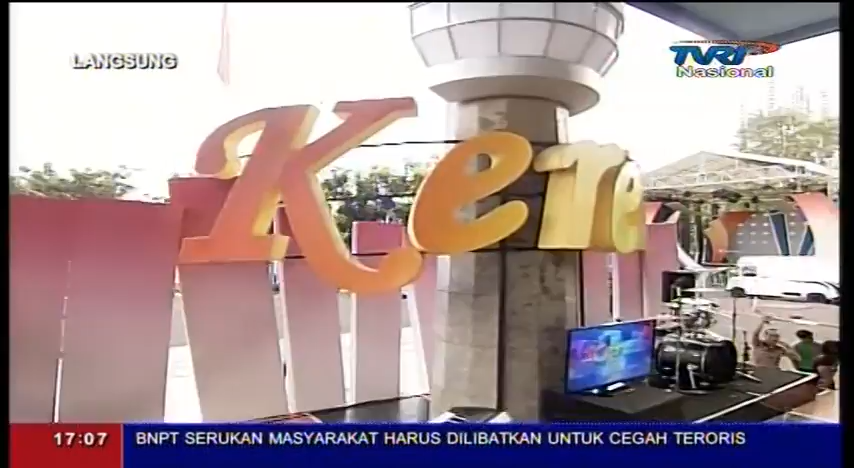 LANGSUNG
TVRI
Nasional
Kere
17:07
BNPT SERUKAN MASYARAKAT HARUS DILIBATKAN UNTUK CEGAH TERORIS